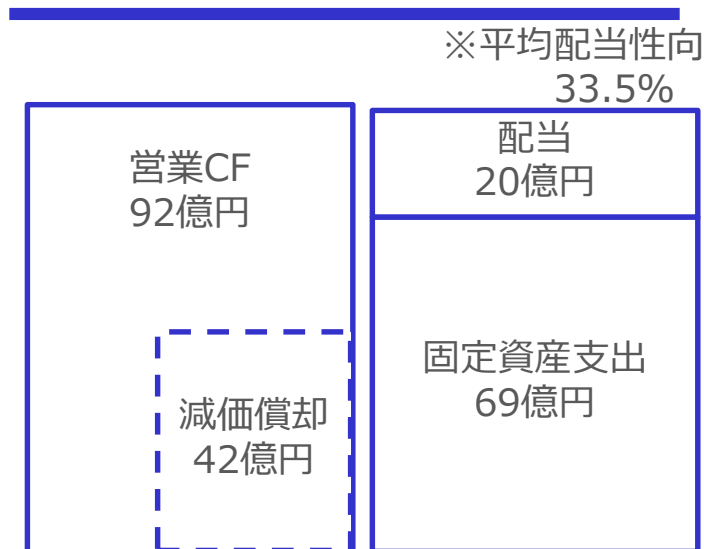 ※平均配当性向
33.5%
営業CF
92億円
配当
20億円
減価償却
42億円
固定資産支出
69億円